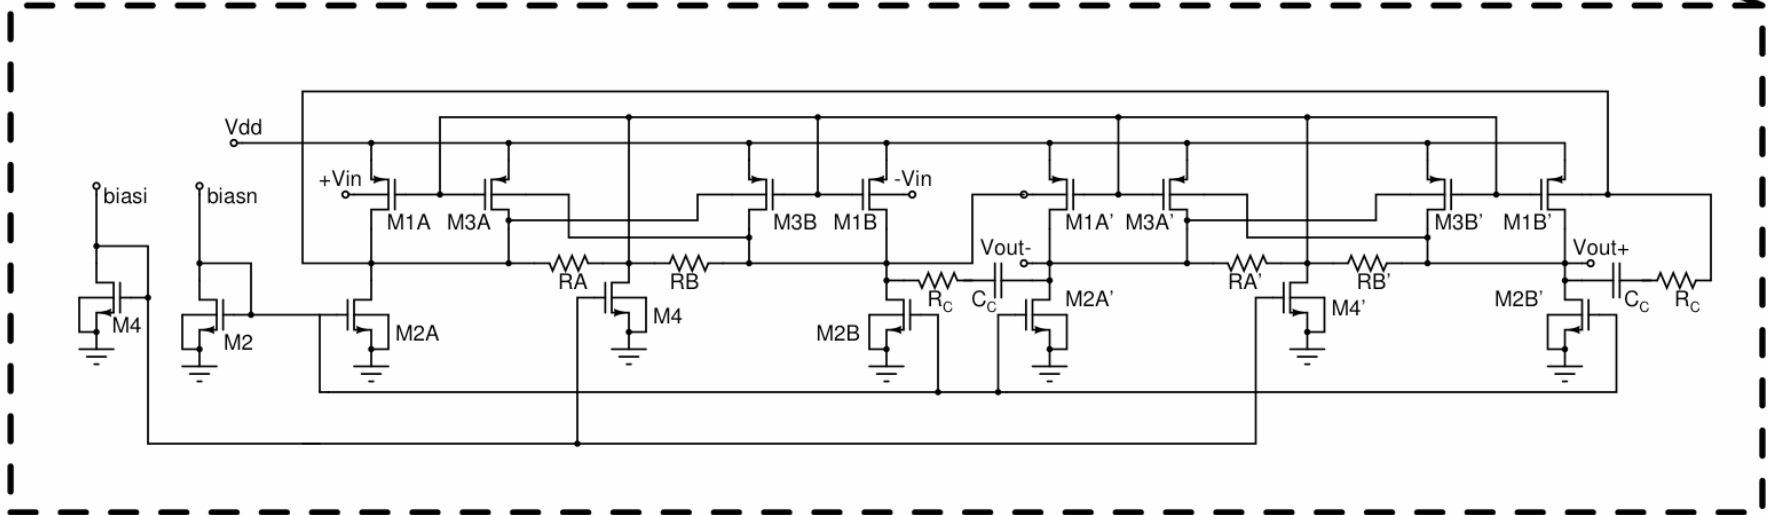 Vdd
+Vin
-Vin
biasi
biasn
M1A
M3A
M3B
M1B
M1A'
M3A'
M3B'
M1B'
Vout-
Vout+
RA
RB
RA'
RB'
RC
CC
CC
RC
M4
M2
M2A
M4
M2B
M2A'
M4'
M2B'